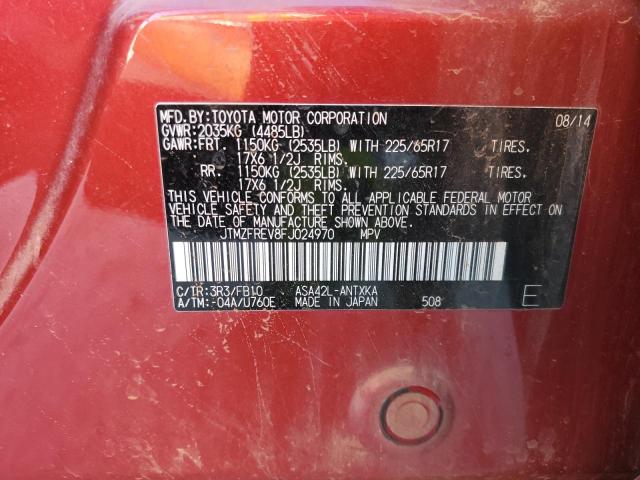 MFD. BY: TOYOTA MOTOR CORPORATION 08/14
GVWR: 2035KG (4485LB)
GAWR: FRT. 1150KG (2535LB) WITH 225/65R17 TIRES.
17X6 1/2J RIMS.
RR. 1150KG (2535LB) WITH 225/65R17 TIRES.
17X6 1/2J RIMS.
THIS VEHICLE CONFORMS TO ALL APPLICABLE FEDERAL MOTOR
VEHICLE SAFETY AND THEFT PREVENTION STANDARDS IN EFFECT ON
THE DATE OF MANUFACTURE SHOWN ABOVE.
JTMZFREV8FJ024970 MPV
C/TR: 3R3/FB10 ASA42L-ANTXKA
A/TM: -04A/U760E MADE IN JAPAN 508 E